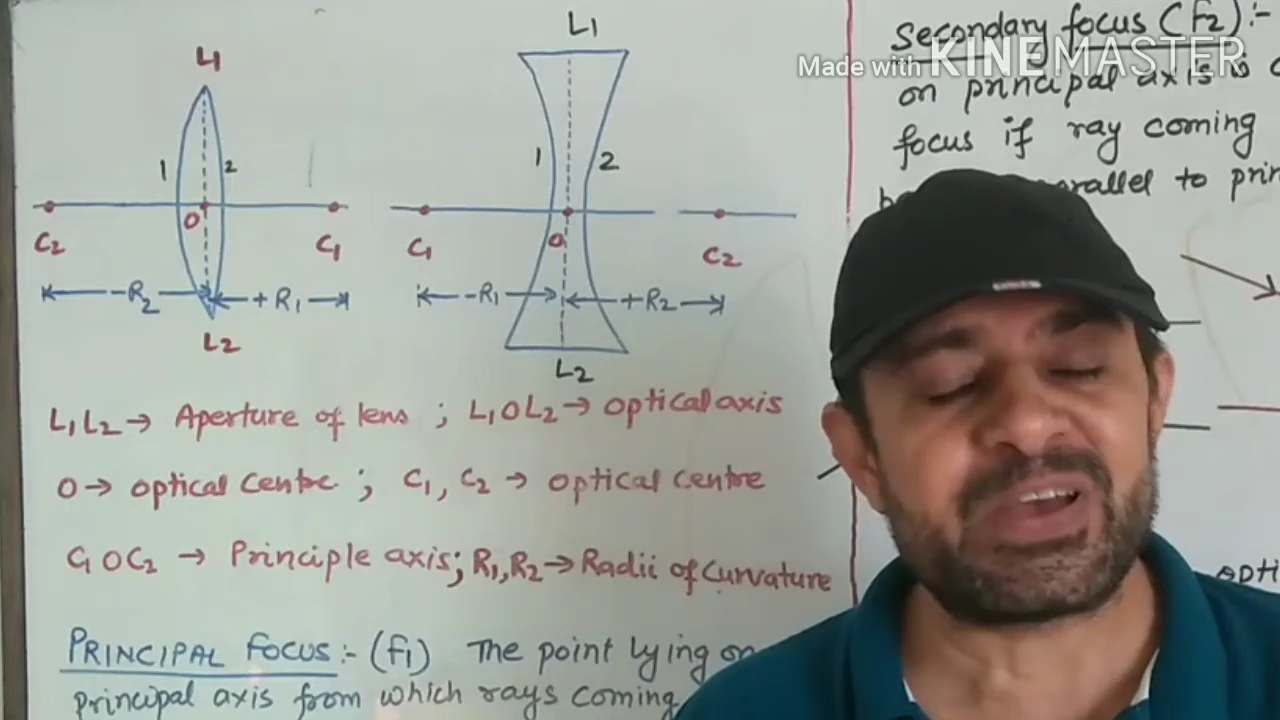 L1
1
2
O
C2
C1
-R2
+R1
L2
L1
1
2
O
C1
C2
-R1
+R2
L2
L1L2→ Aperture of lens ; L1OL2→ optical axis
O→ optical centre ; C1, C2 → optical centre
C1OC2 → Principle axis; R1,R2→Radii of curvature
PRINCIPAL FOCUS:- (F1) The point lying on
principal axis from which rays coming
Secondary focus (F2):-
Made with KINEMASTER
on principal axis is
focus if ray coming
to prin